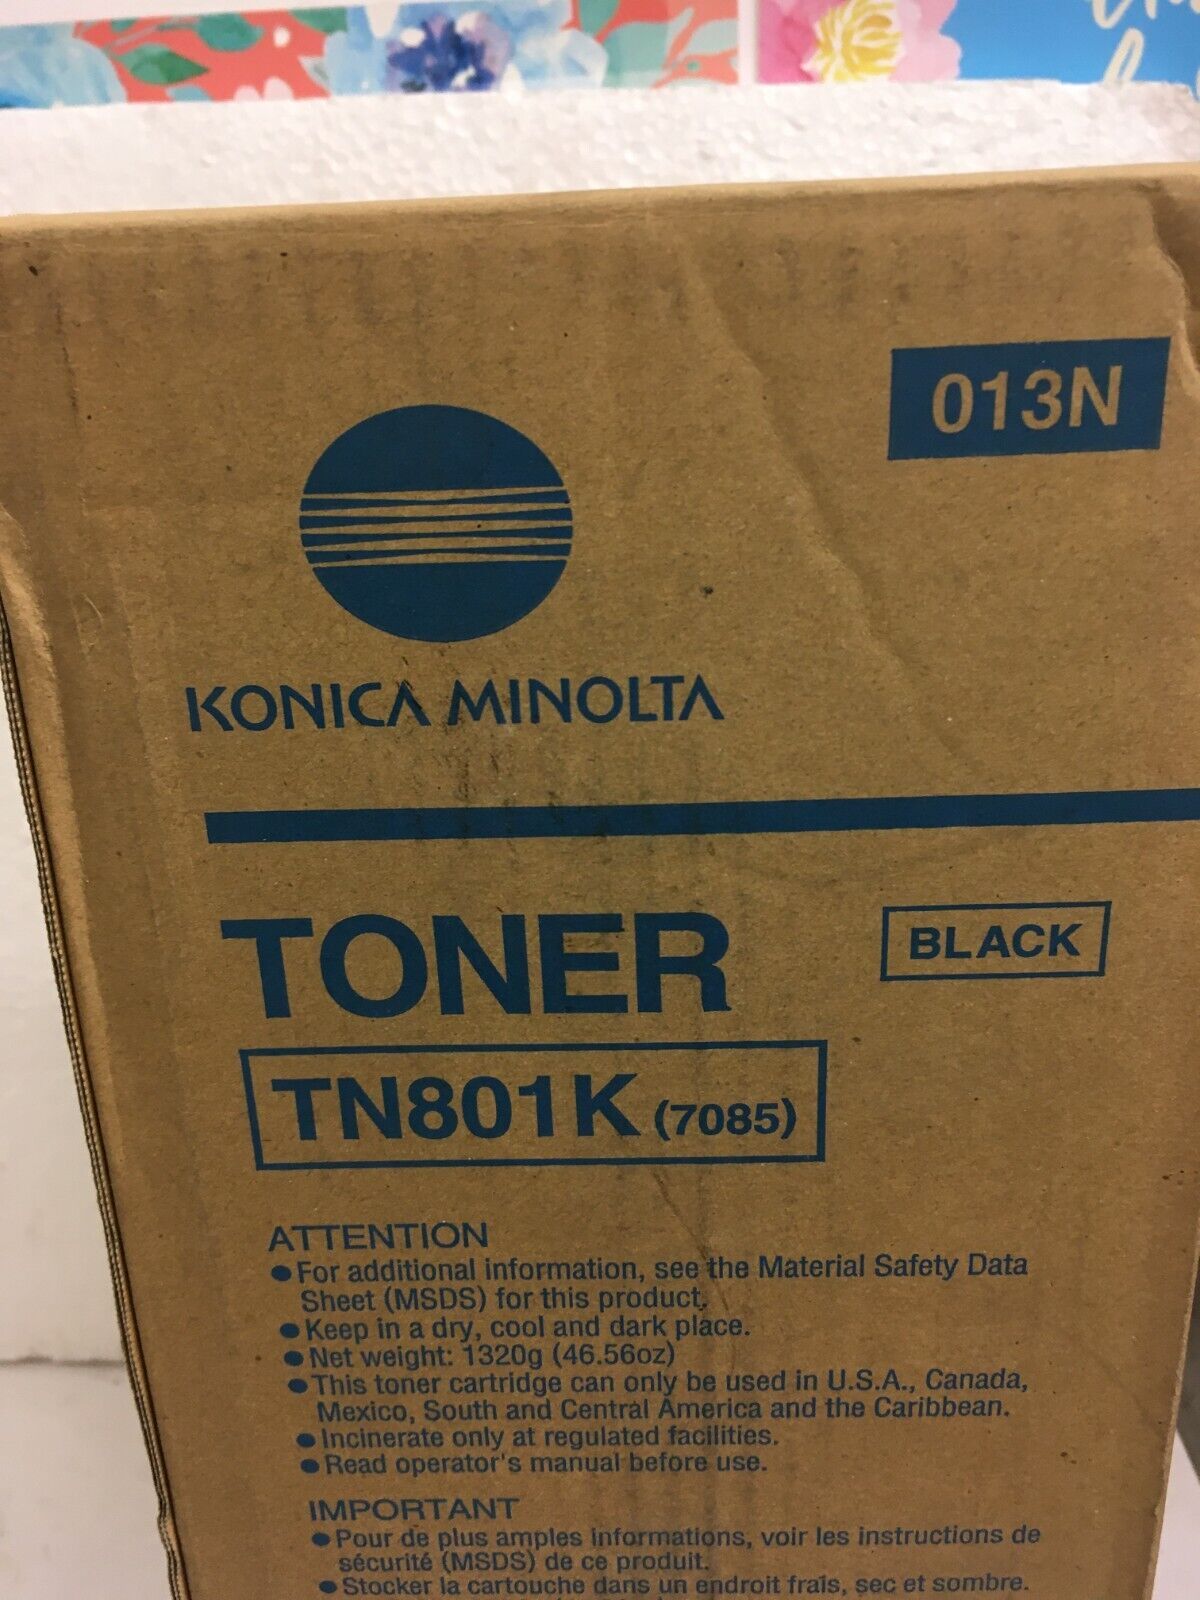 013N
KONICA MINOLTA
TONER
BLACK
TN801K (7085)
ATTENTION
●For additional information, see the Material Safety Data
Sheet (MSDS) for this product.
●Keep in a dry, cool and dark place.
●Net weight: 1320g (46.56oz)
●This toner cartridge can only be used in U.S.A., Canada,
Mexico, South and Central America and the Caribbean.
●Incinerate only at regulated facilities.
●Read operator's manual before use.
IMPORTANT
●Pour de plus amples informations, voir les instructions de
sécurité (MSDS) de ce produit.
●Stocker la cartouche dans un endroit frais, sec et sombre.